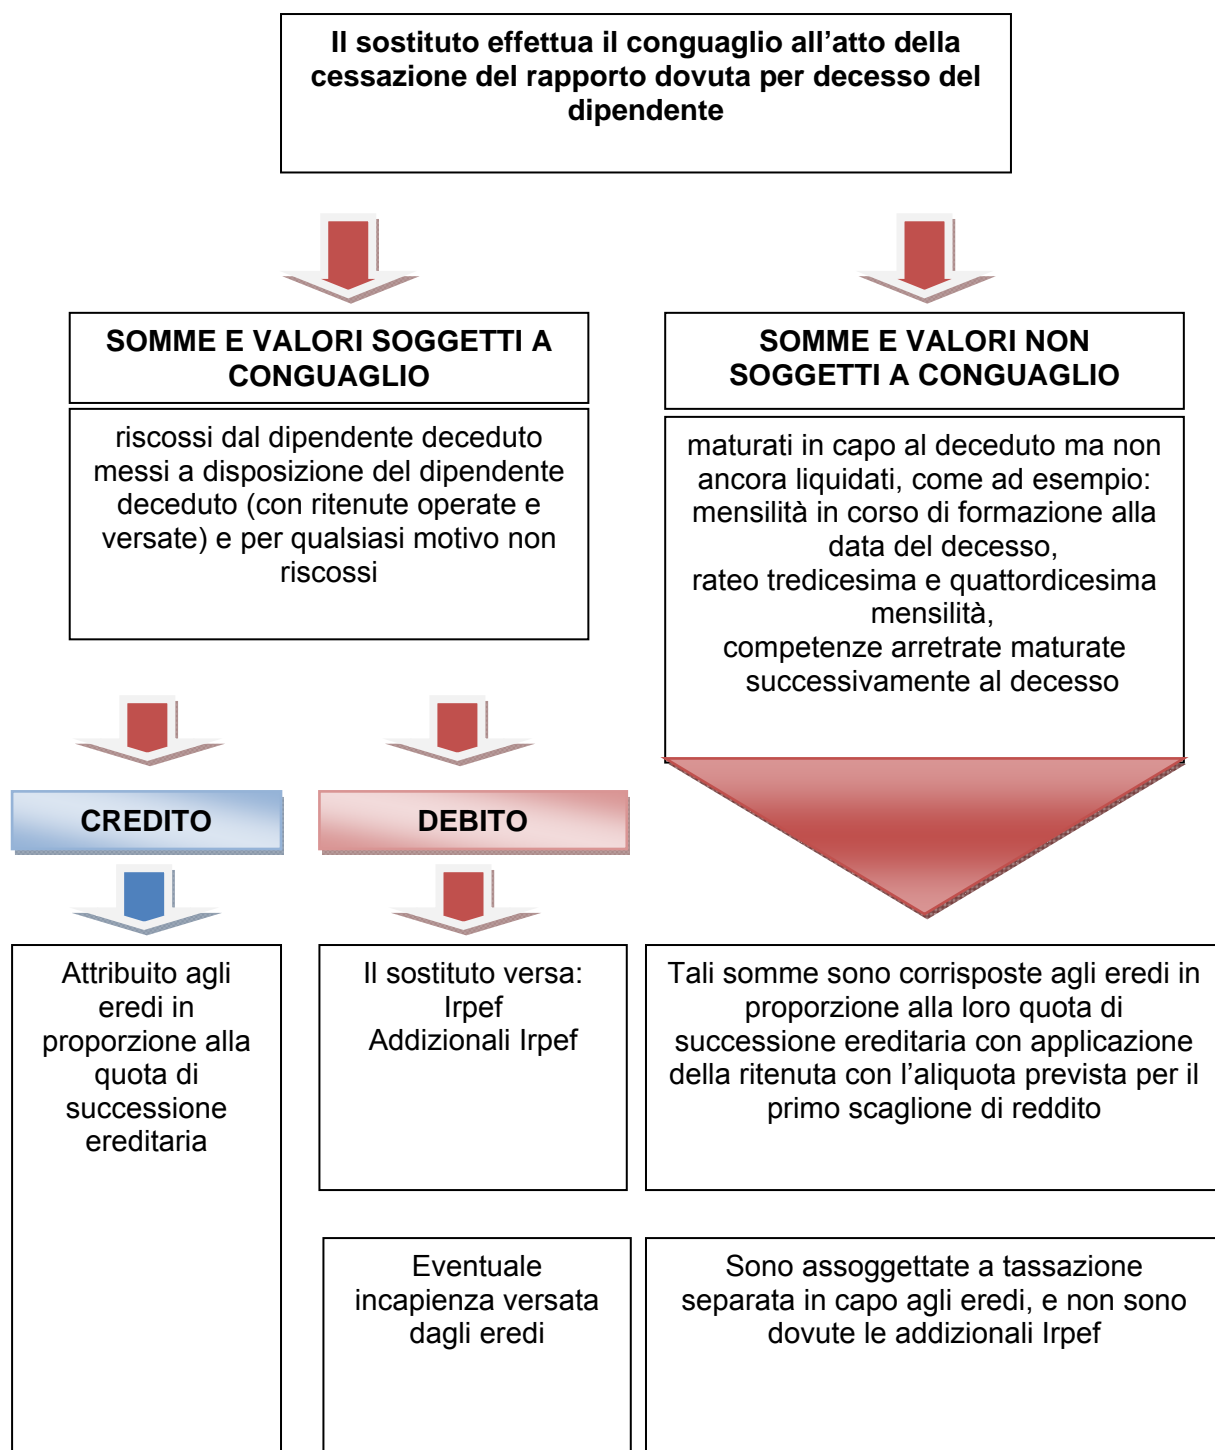 Il sostituto effettua il conguaglio all’atto della
cessazione del rapporto dovuta per decesso del
dipendente
SOMME E VALORI SOGGETTI A
CONGUAGLIO
riscossi dal dipendente deceduto
messi a disposizione del dipendente
deceduto (con ritenute operate e
versate) e per qualsiasi motivo non
riscossi
SOMME E VALORI NON
SOGGETTI A CONGUAGLIO
maturati in capo al deceduto ma non
ancora liquidati, come ad esempio:
mensilità in corso di formazione alla
data del decesso,
rateo tredicesima e quattordicesima
mensilità,
competenze arretrate maturate
successivamente al decesso
CREDITO
DEBITO
Attribuito agli
eredi in
proporzione alla
quota di
successione
ereditaria
Il sostituto versa:
Irpef
Addizionali Irpef
Tali somme sono corrisposte agli eredi in
proporzione alla loro quota di
successione ereditaria con applicazione
della ritenuta con l’aliquota prevista per il
primo scaglione di reddito
Eventuale
incapienza versata
dagli eredi
Sono assoggettate a tassazione
separata in capo agli eredi, e non sono
dovute le addizionali Irpef